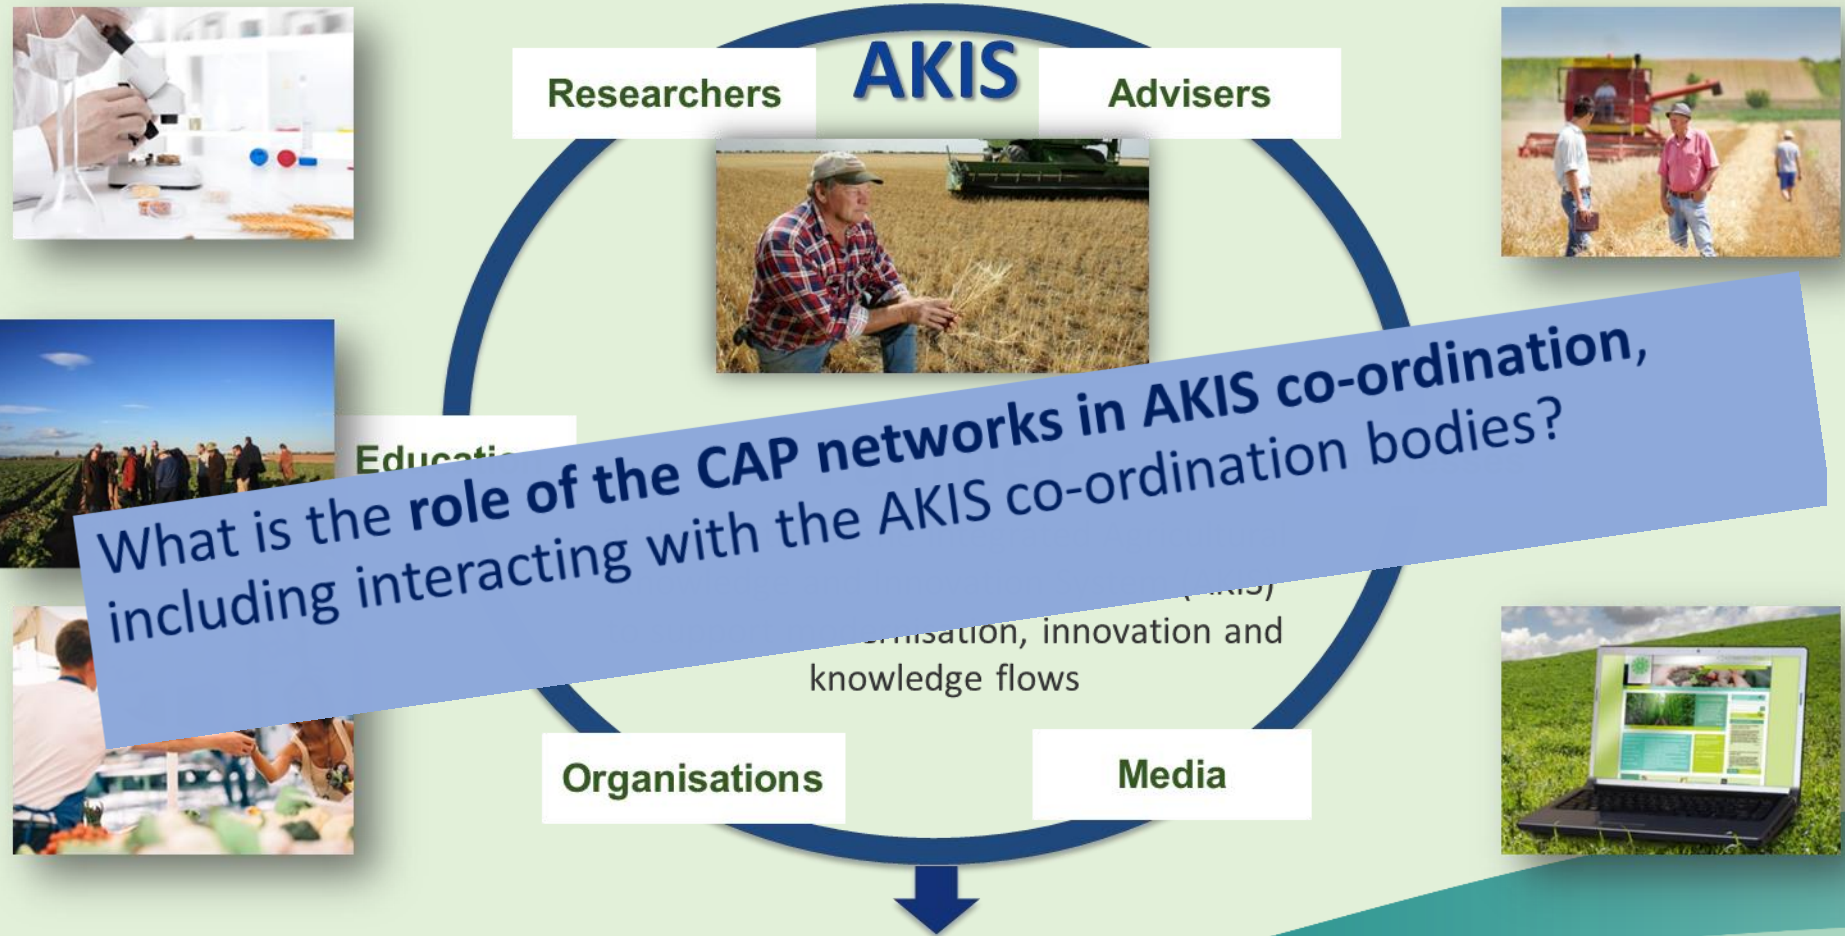 AKIS
Researchers
Advisers
What is the role of the CAP networks in AKIS co-ordination,
including interacting with the AKIS co-ordination bodies?
innovation and
knowledge flows
Organisations
Media